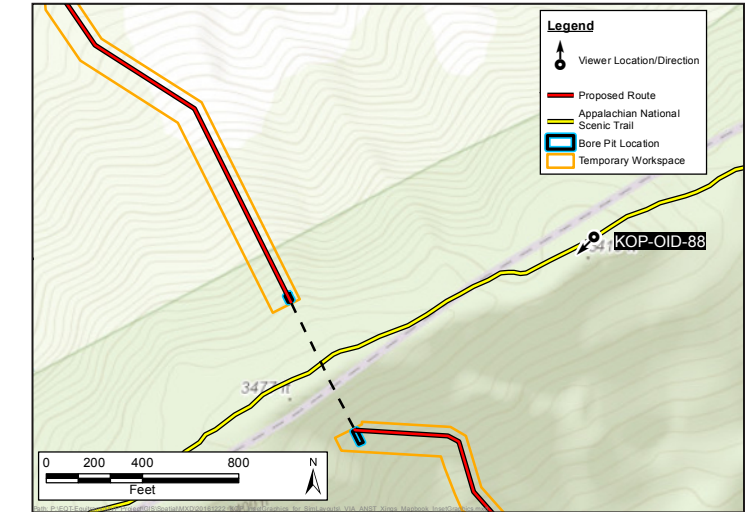 Legend
Viewer Location/Direction
Proposed Route
Appalachian National
Scenic Trail
Bore Pit Location
Temporary Workspace
KOP-OID-88
3477 ft
0 200 400 800
Feet
N